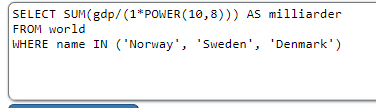 SELECT SUM(gdp/(1*POWER(10,8))) AS milliarder
FROM world
WHERE name IN ('Norway', 'Sweden', 'Denmark')